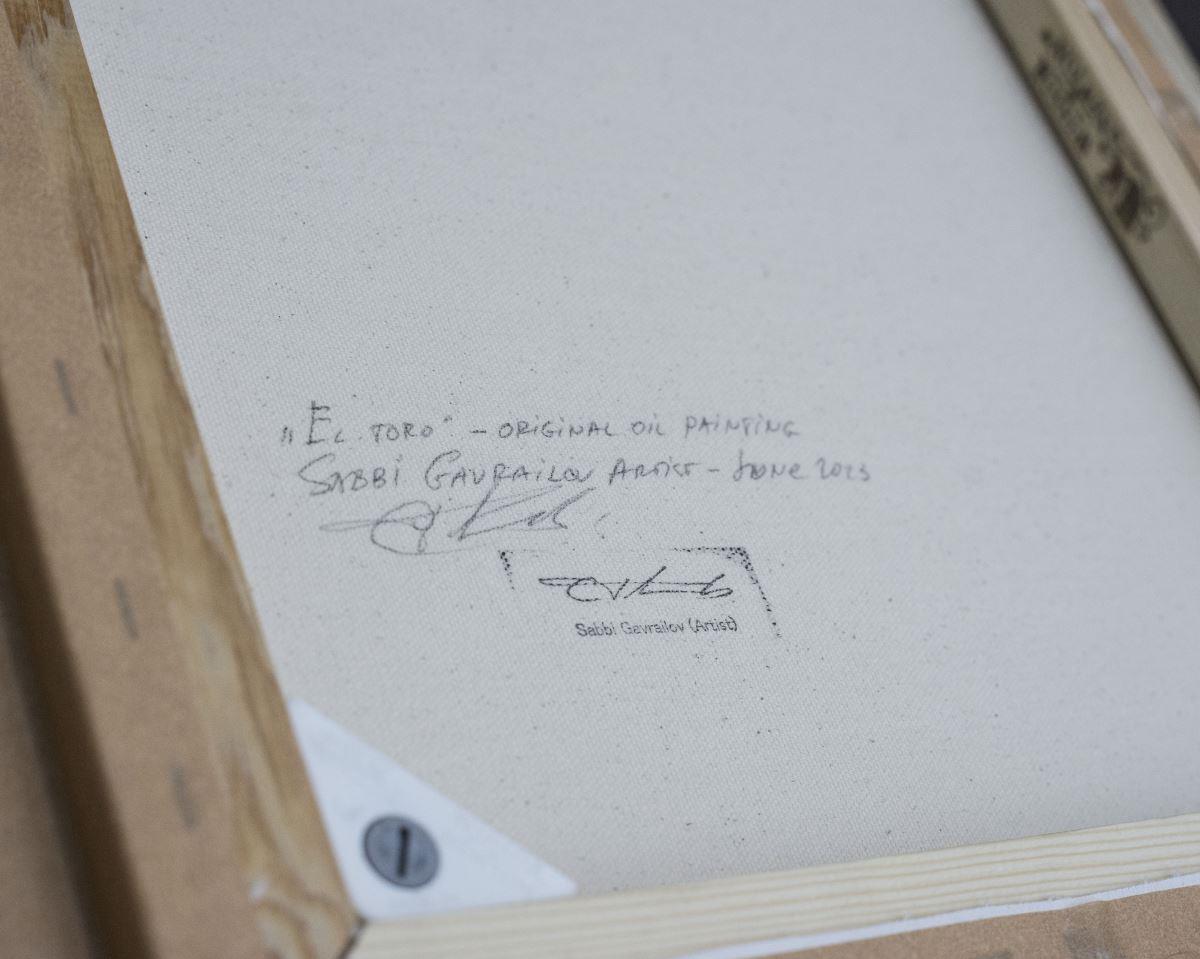 „El toro“ - ORiGiNAL OiL PAiNTiNG
SABBi GAVRAiLOV ARTiST - June 2023
Sabbi Gavrailov (Artist)